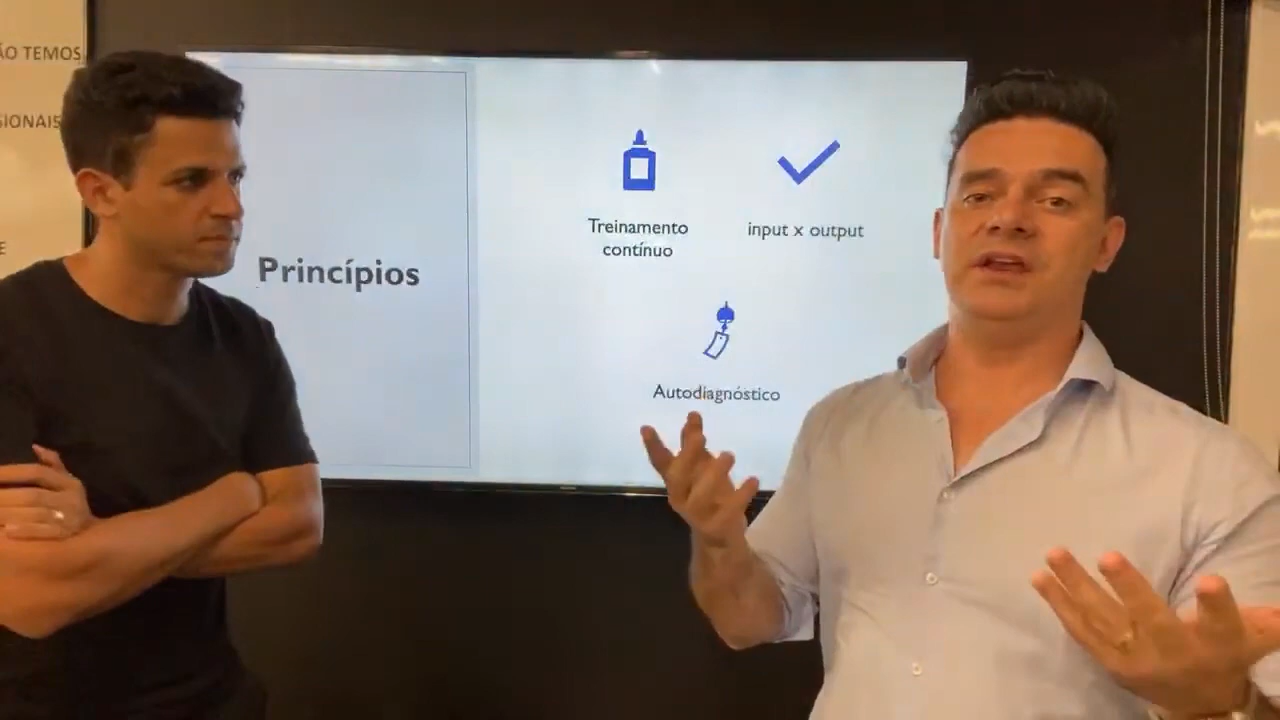 ÃO TEMOS
SIONAIS
E
Princípios
Treinamento
contínuo
input x output
Autodiagnóstico